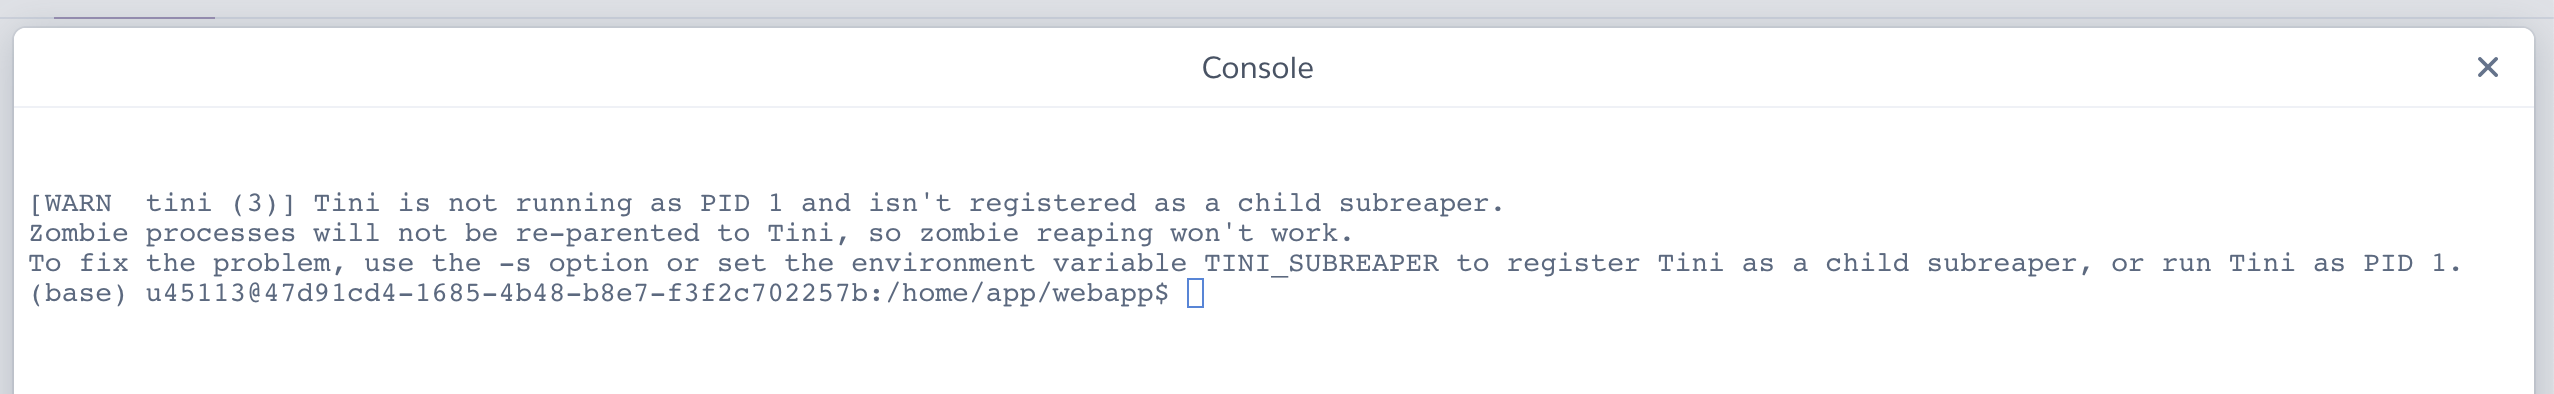 Console
[WARN  tini (3)] Tini is not running as PID 1 and isn't registered as a child subreaper.
Zombie processes will not be re-parented to Tini, so zombie reaping won't work.
To fix the problem, use the -s option or set the environment variable TINI_SUBREAPER to register Tini as a child subreaper, or run Tini as PID 1.
(base) u45113@47d91cd4-1685-4b48-b8e7-f3f2c702257b:/home/app/webapp$